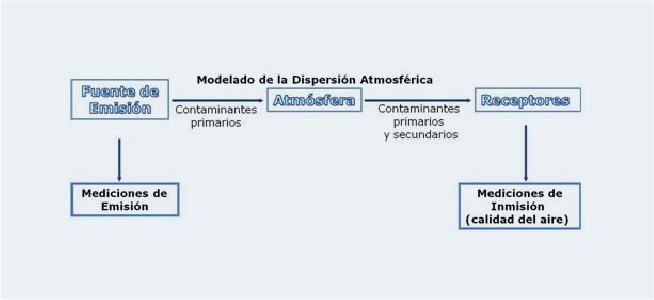 Modelado de la Dispersión Atmosférica
Fuente de
Emisión
Contaminantes
primarios
Atmósfera
Contaminantes
primarios
y secundarios
Receptores
Mediciones de
Emisión
Mediciones de
Inmisión
(calidad del aire)